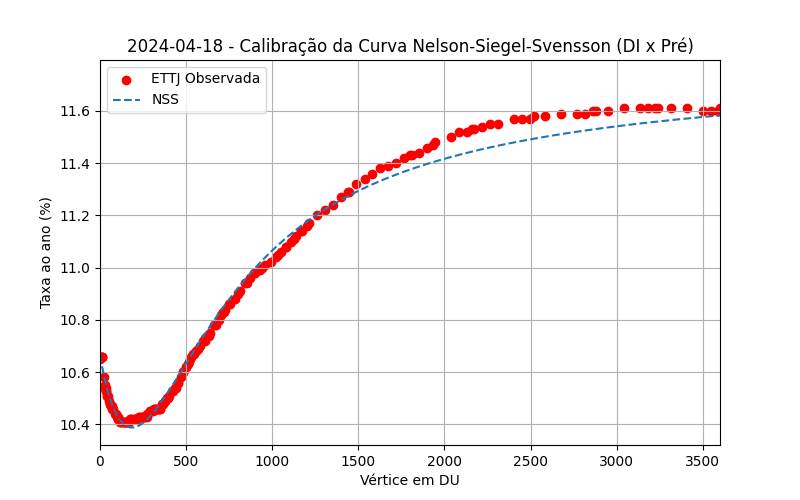 2024-04-18 - Calibração da Curva Nelson-Siegel-Svensson (DI x Pré)
ETTJ Observada
NSS
Taxa ao ano (%)
11.6
11.4
11.2
11.0
10.8
10.6
10.4
0 500 1000 1500 2000 2500 3000 3500
Vértice em DU